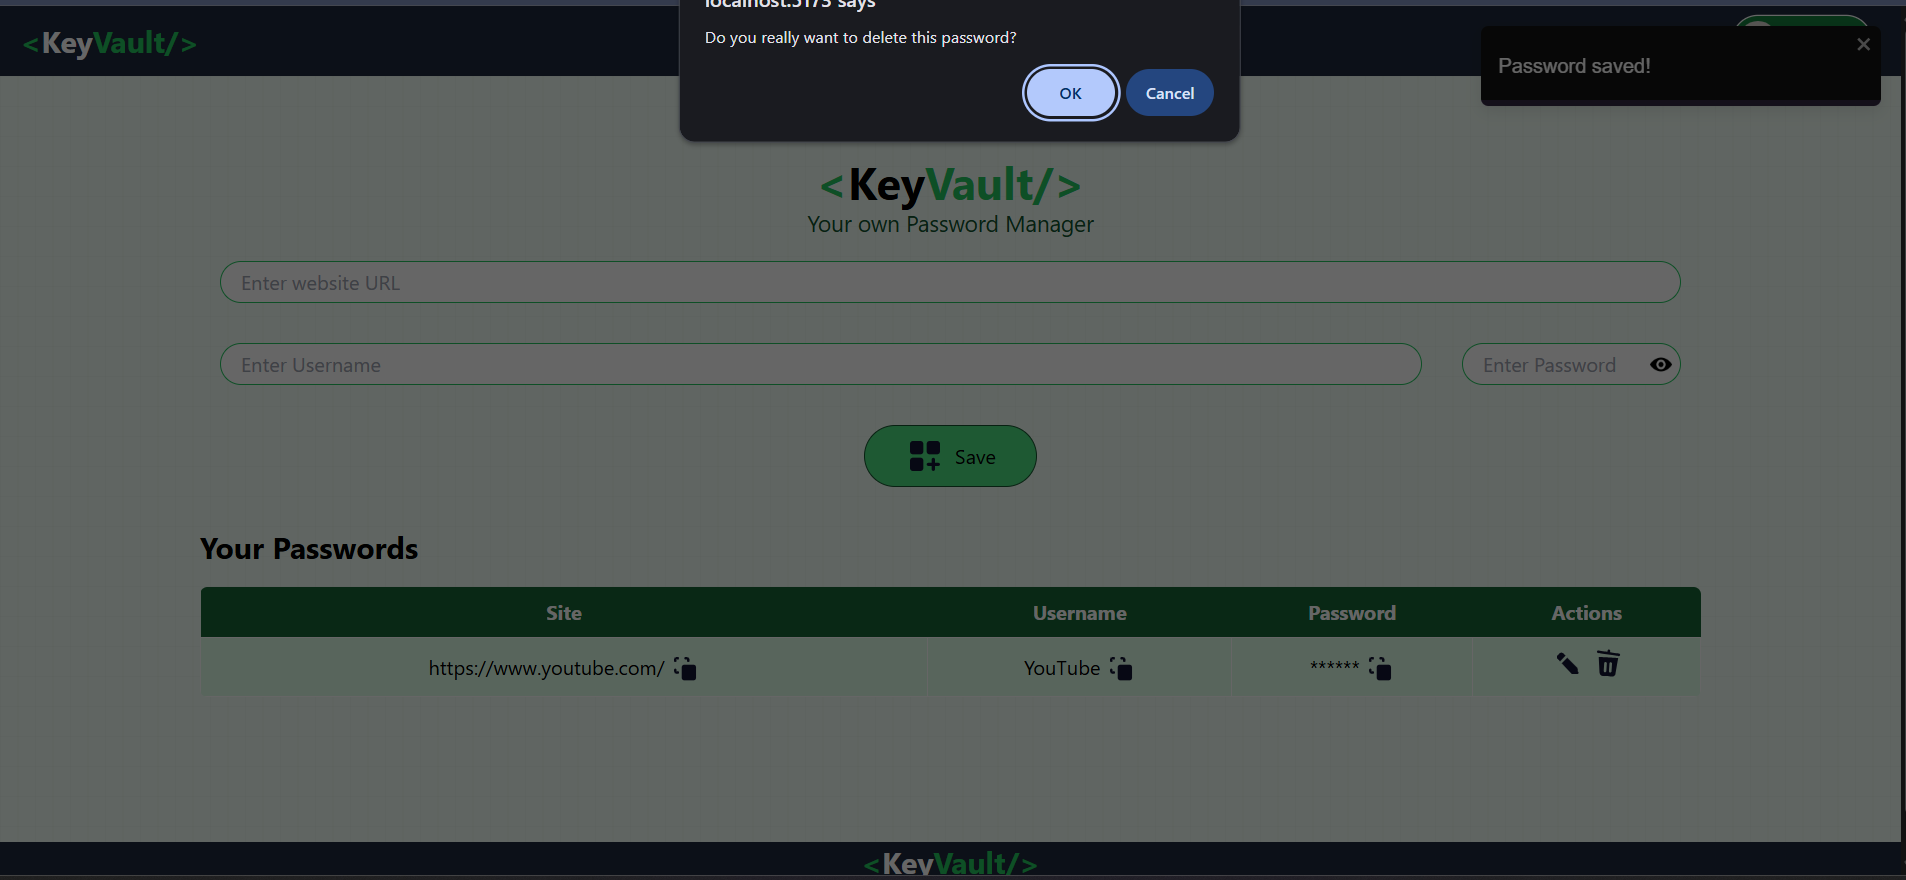 localhost:5173 says
Do you really want to delete this password?
OK
Cancel
<KeyVault/>
Password saved!
<KeyVault/>
Your own Password Manager
Enter website URL
Enter Username
Enter Password
Save
Your Passwords
Site
Username
Password
Actions
https://www.youtube.com/
YouTube
******
<KeyVault/>